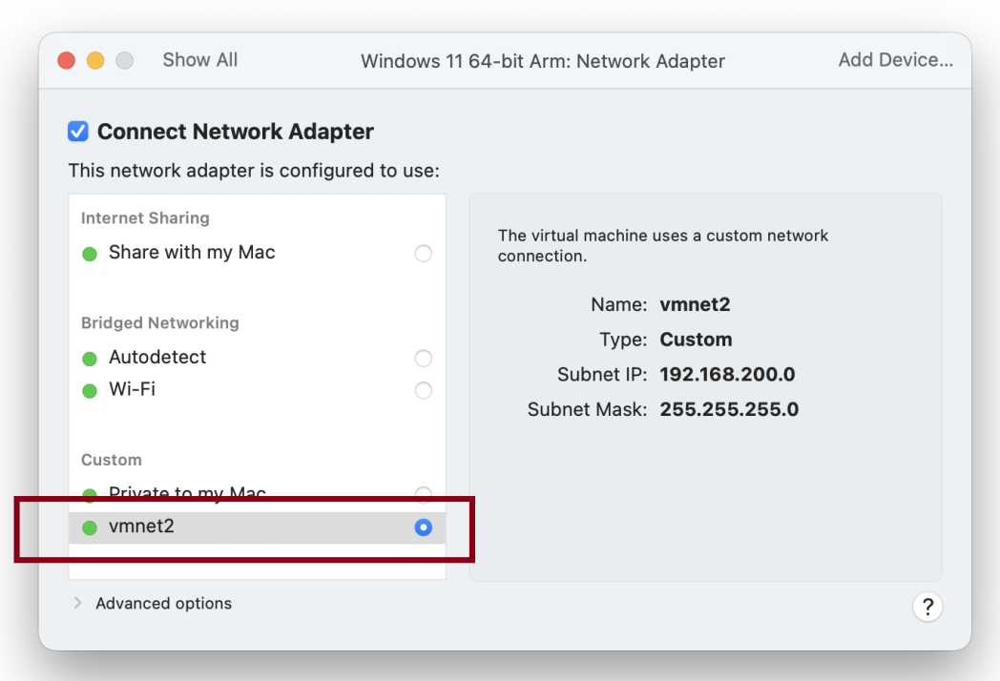 Show All
Windows 11 64-bit Arm: Network Adapter
Add Device...
Connect Network Adapter
This network adapter is configured to use:
Internet Sharing
Share with my Mac
Bridged Networking
Autodetect
Wi-Fi
Custom
Private to my Mac
vmnet2
The virtual machine uses a custom network
connection.
Name: vmnet2
Type: Custom
Subnet IP: 192.168.200.0
Subnet Mask: 255.255.255.0
Advanced options
?